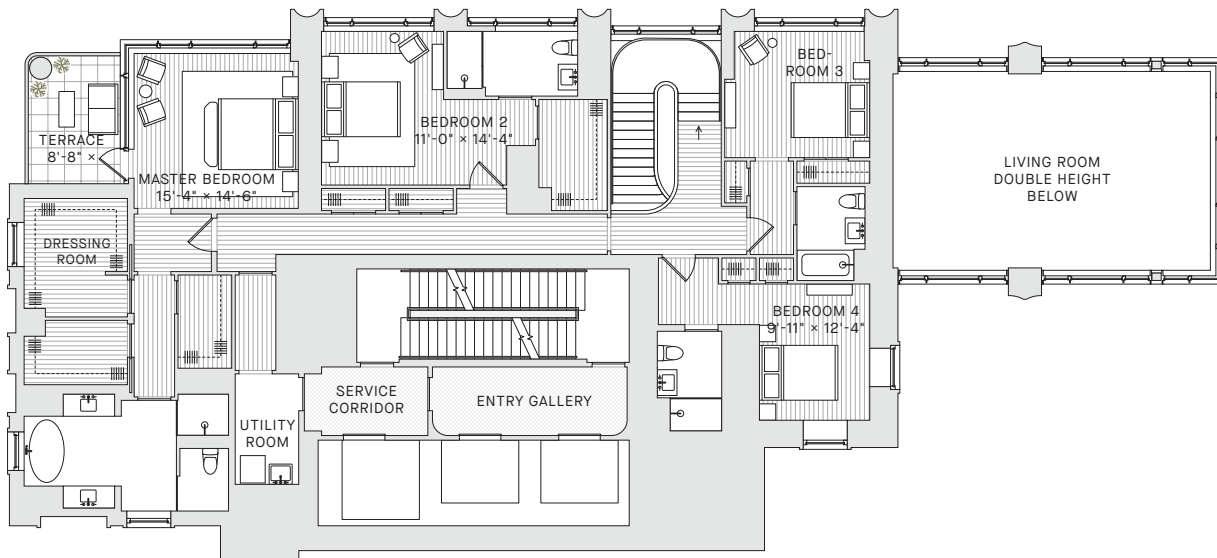 TERRACE
8'-8" ×
MASTER BEDROOM
15'-4" × 14'-6"
BEDROOM 2
11'-0" × 14'-4"
BED-
ROOM 3
LIVING ROOM
DOUBLE HEIGHT
BELOW
DRESSING
ROOM
BEDROOM 4
9'-11" × 12'-4"
SERVICE
CORRIDOR
ENTRY GALLERY
UTILITY
ROOM